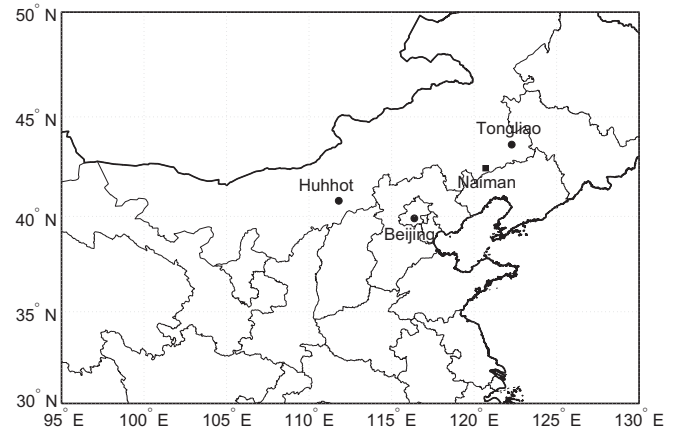 50° N
45° N
Tongliao
Naiman
Huhhot
40° N
Beijing
35° N
30° N
95° E 100° E 105° E 110° E 115° E 120° E 125° E 130° E